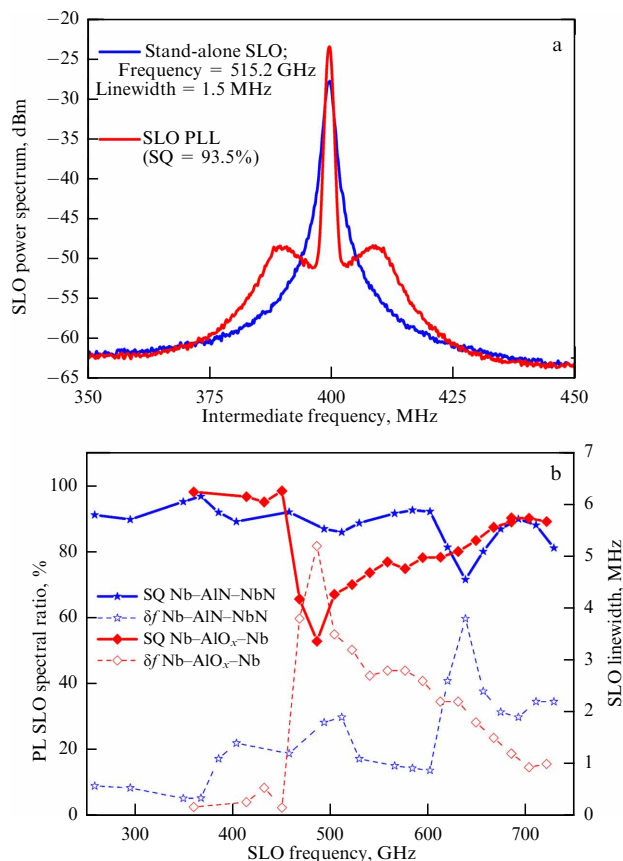 −20
−25
−30
−35
−40
−45
−50
−55
−60
−65
SLO power spectrum, dBm
Stand-alone SLO;
Frequency = 515.2 GHz
Linewidth = 1.5 MHz
SLO PLL
(SQ = 93.5%)
a
350
375
400
425
450
Intermediate frequency, MHz
b
100
80
60
40
20
0
PL SLO spectral ratio, %
SQ Nb–AlN–NbN
δf Nb–AlN–NbN
SQ Nb–AlOx–Nb
δf Nb–AlOx–Nb
7
6
5
4
3
2
1
0
SLO linewidth, MHz
300
400
500
600
700
SLO frequency, GHz